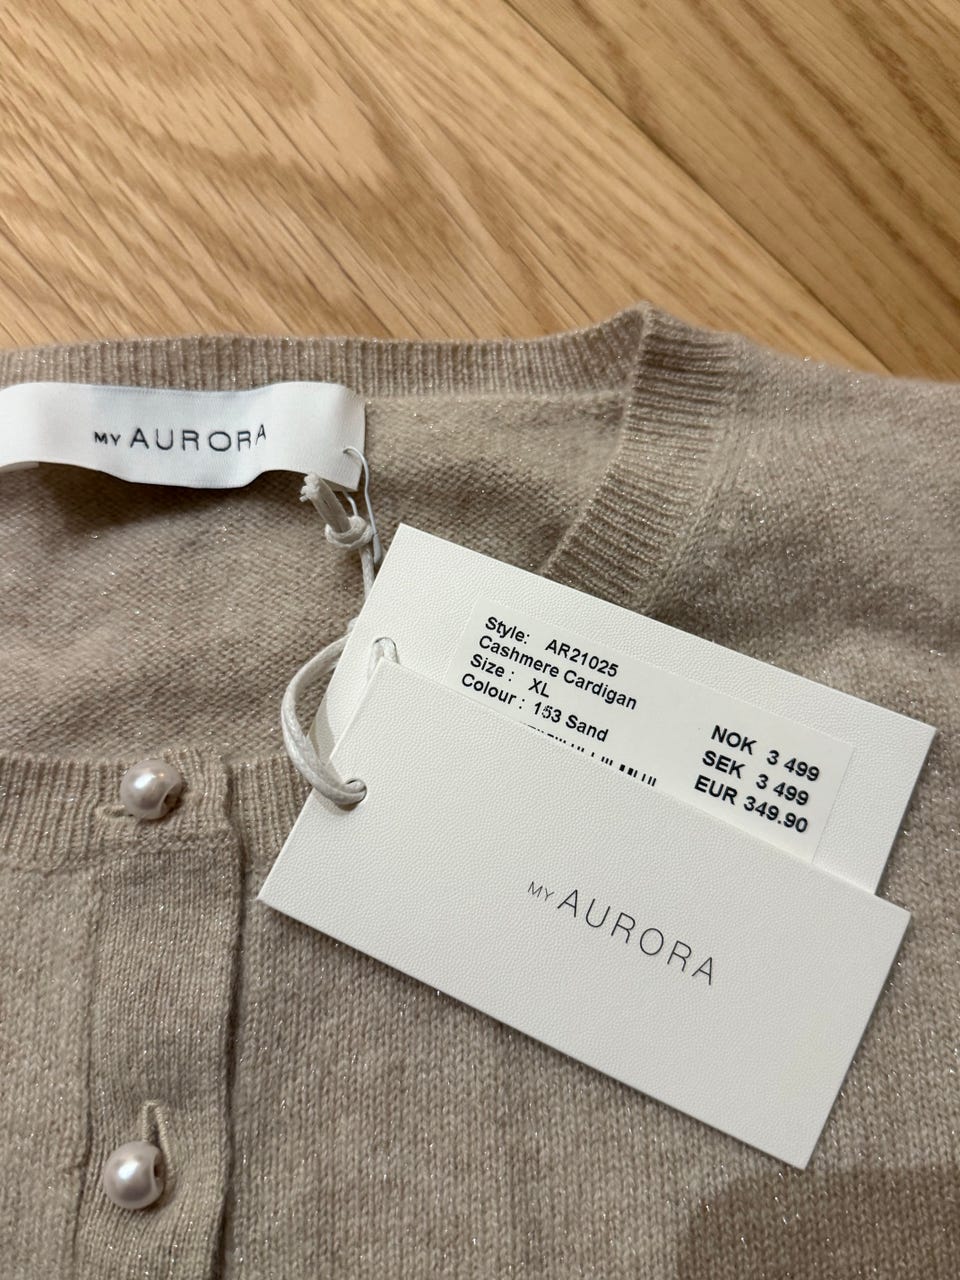 MY AURORA
Style: AR21025
Cashmere Cardigan
Size : XL
Colour : 153 Sand
NOK 3 499
SEK 3 499
EUR 349.90
MY AURORA